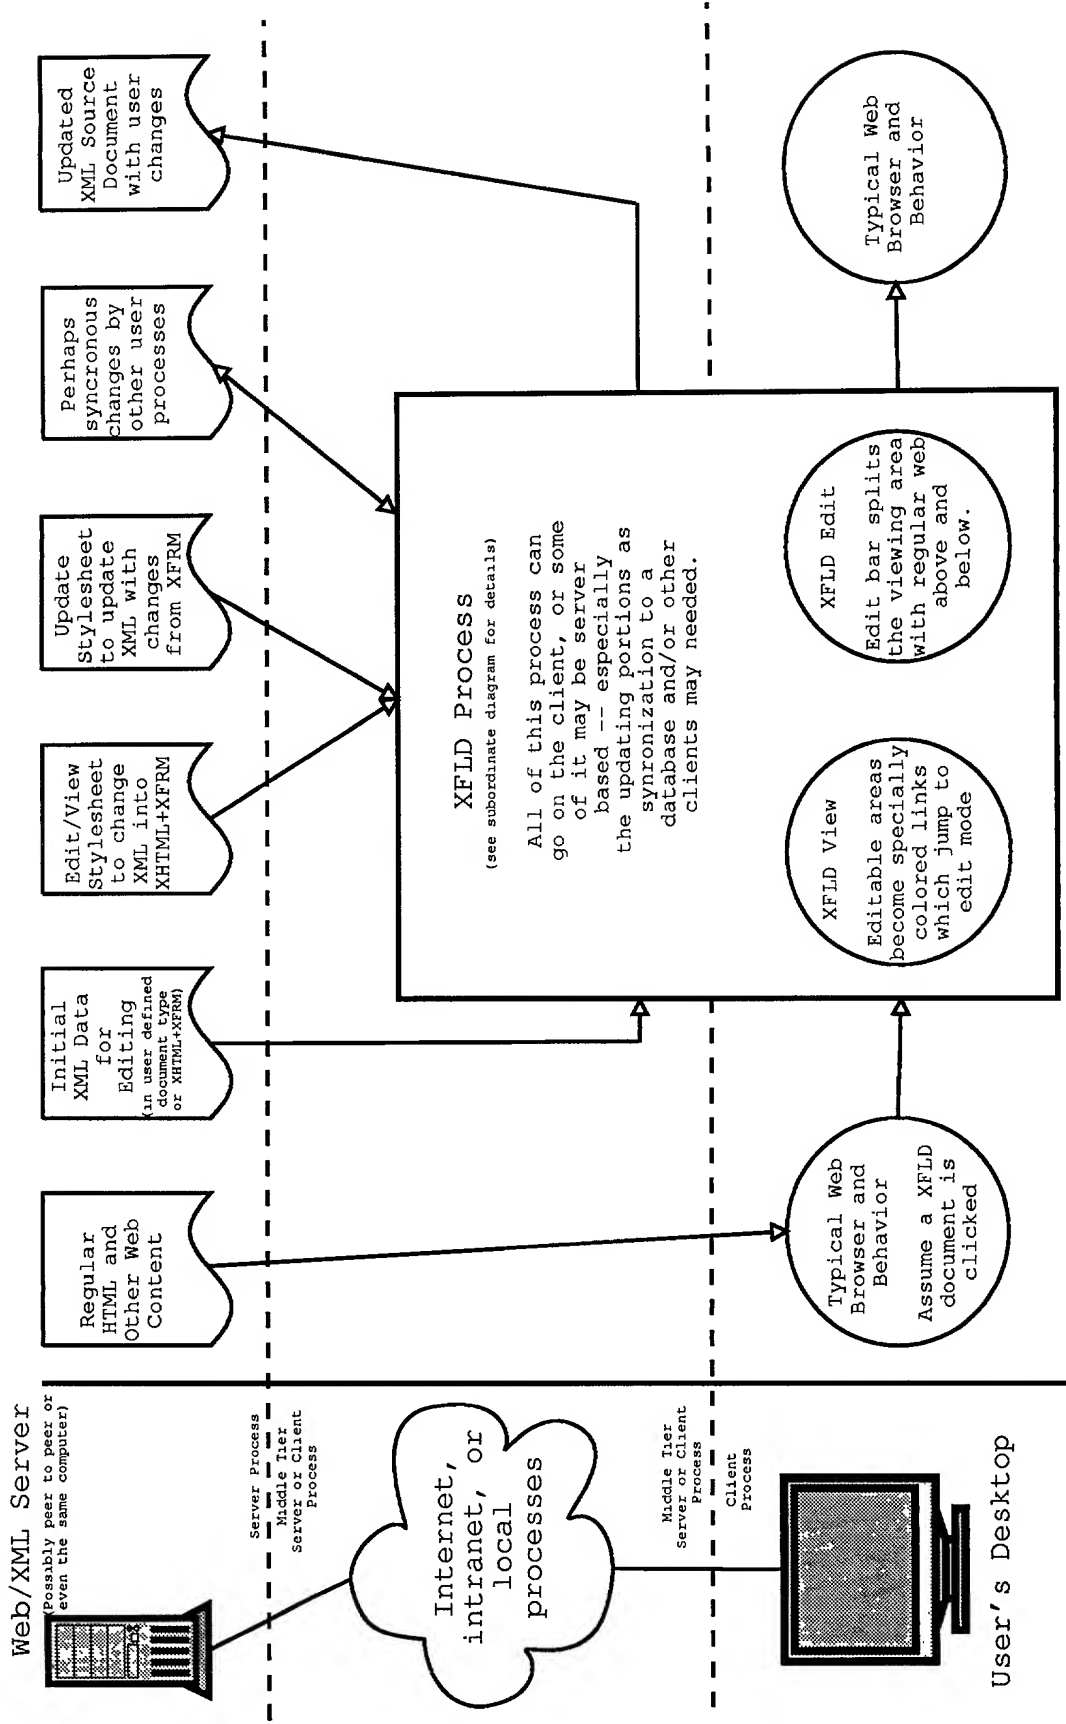 Web/XML Server
(Possibly peer to peer or
even the same computer)
Regular
HTML and
Other Web
Content
Initial
XML Data
for
Editing
(in user defined
document type
or XHTML+XFRM)
Edit/View
Stylesheet
to change
XML into
XHTML+XFRM
Update
Stylesheet
to update
XML with
changes
from XFRM
Perhaps
syncronous
changes by
other user
processes
Updated
XML Source
Document
with user
changes
Server Process
Middle Tier
Server or Client
Process
Internet,
intranet, or
local
processes
XFLD Process
(see subordinate diagram for details)
All of this process can
go on the client, or some
of it may be server
based -- especially
the updating portions as
synronization to a
database and/or other
clients may needed.
Middle Tier
Server or Client
Process
Client
Process
Typical Web
Browser and
Behavior
Assume a XFLD
document is
clicked
XFLD View
Editable areas
become specially
colored links
which jump to
edit mode
XFLD Edit
Edit bar splits
the viewing area
with regular web
above and
below.
Typical Web
Browser and
Behavior
User's Desktop